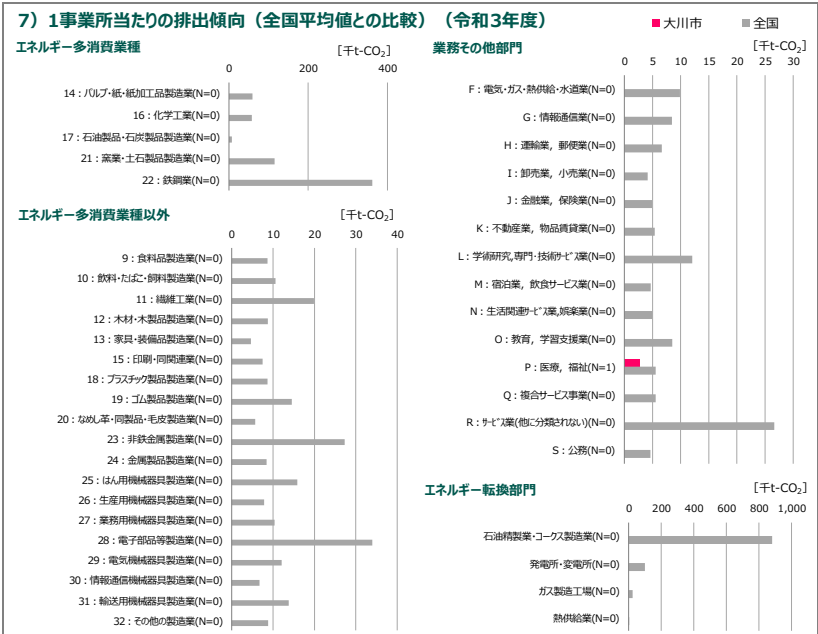 7）1事業所当たりの排出傾向（全国平均値との比較）（令和3年度）
■大川市 ■全国
エネルギー多消費業種
[千t-CO₂]
0 200 400
14：パルプ・紙・紙加工品製造業(N=0)
16：化学工業(N=0)
17：石油製品・石炭製品製造業(N=0)
21：窯業・土石製品製造業(N=0)
22：鉄鋼業(N=0)
エネルギー多消費業種以外
[千t-CO₂]
0 10 20 30 40
9：食料品製造業(N=0)
10：飲料・たばこ・飼料製造業(N=0)
11：繊維工業(N=0)
12：木材・木製品製造業(N=0)
13：家具・装備品製造業(N=0)
15：印刷・同関連業(N=0)
18：プラスチック製品製造業(N=0)
19：ゴム製品製造業(N=0)
20：なめし革・同製品・毛皮製造業(N=0)
23：非鉄金属製造業(N=0)
24：金属製品製造業(N=0)
25：はん用機械器具製造業(N=0)
26：生産用機械器具製造業(N=0)
27：業務用機械器具製造業(N=0)
28：電子部品等製造業(N=0)
29：電気機械器具製造業(N=0)
30：情報通信機械器具製造業(N=0)
31：輸送用機械器具製造業(N=0)
32：その他の製造業(N=0)
業務その他部門
[千t-CO₂]
0 5 10 15 20 25 30
F：電気・ガス・熱供給・水道業(N=0)
G：情報通信業(N=0)
H：運輸業，郵便業(N=0)
I：卸売業，小売業(N=0)
J：金融業，保険業(N=0)
K：不動産業，物品賃貸業(N=0)
L：学術研究,専門・技術ｻｰﾋﾞｽ業(N=0)
M：宿泊業，飲食サービス業(N=0)
N：生活関連ｻｰﾋﾞｽ業,娯楽業(N=0)
O：教育，学習支援業(N=0)
P：医療，福祉(N=1)
Q：複合サービス事業(N=0)
R：ｻｰﾋﾞｽ業(他に分類されない)(N=0)
S：公務(N=0)
エネルギー転換部門
[千t-CO₂]
0 200 400 600 800 1,000
石油精製業・コークス製造業(N=0)
発電所・変電所(N=0)
ガス製造工場(N=0)
熱供給業(N=0)